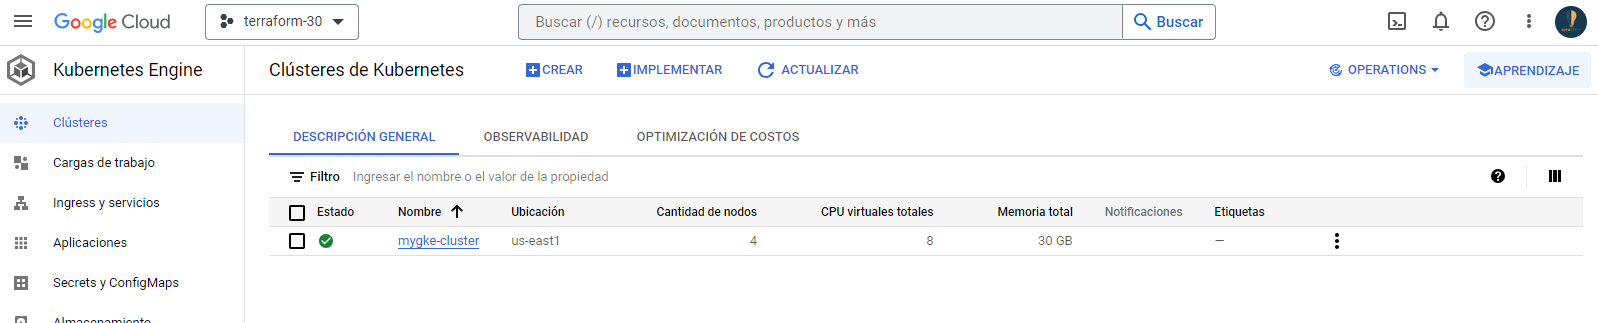 Google Cloud
terraform-30
Buscar (/) recursos, documentos, productos y más
Buscar
Kubernetes Engine
Clústeres de Kubernetes
CREAR
IMPLEMENTAR
ACTUALIZAR
OPERATIONS
APRENDIZAJE
Clústeres
Cargas de trabajo
Ingress y servicios
Aplicaciones
Secrets y ConfigMaps
Almacenamiento
DESCRIPCIÓN GENERAL
OBSERVABILIDAD
OPTIMIZACIÓN DE COSTOS
Filtro Ingresar el nombre o el valor de la propiedad
Estado Nombre Ubicación Cantidad de nodos CPU virtuales totales Memoria total Notificaciones Etiquetas
mygke-cluster us-east1 4 8 30 GB —